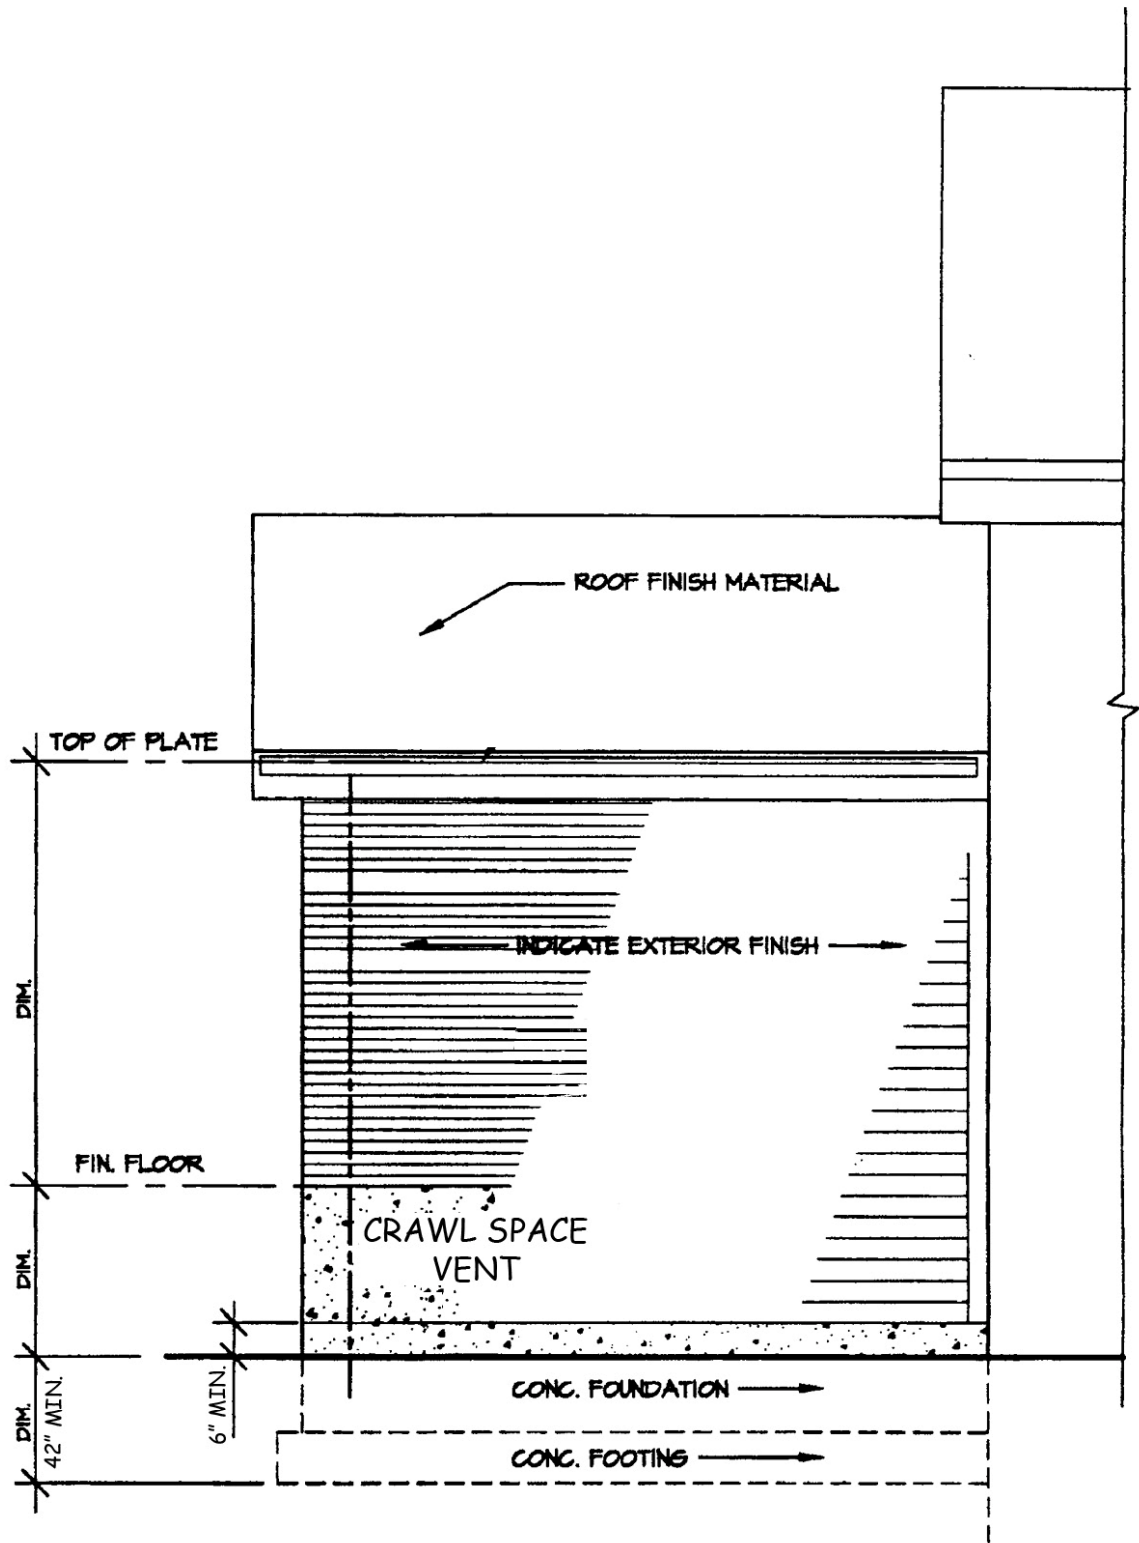 ROOF FINISH MATERIAL
TOP OF PLATE
INDICATE EXTERIOR FINISH
DIM.
FIN. FLOOR
CRAWL SPACE
VENT
DIM.
6" MIN.
CONC. FOUNDATION
DIM.
42" MIN.
CONC. FOOTING